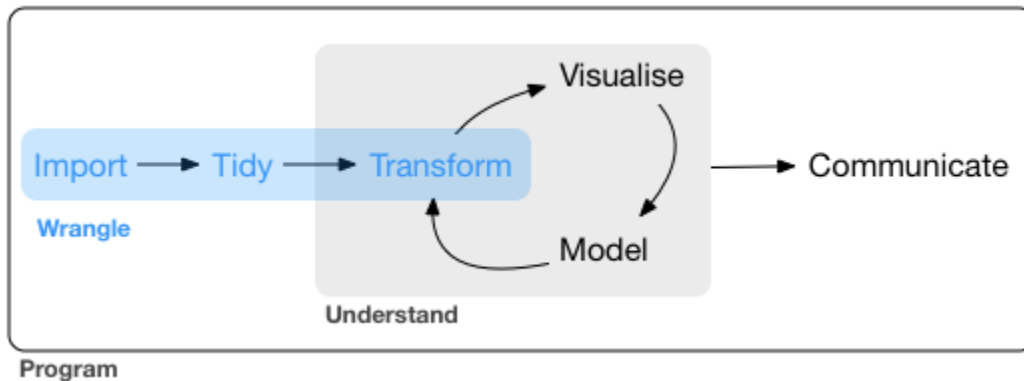 Visualise
Import
Tidy
Transform
Communicate
Wrangle
Model
Understand
Program